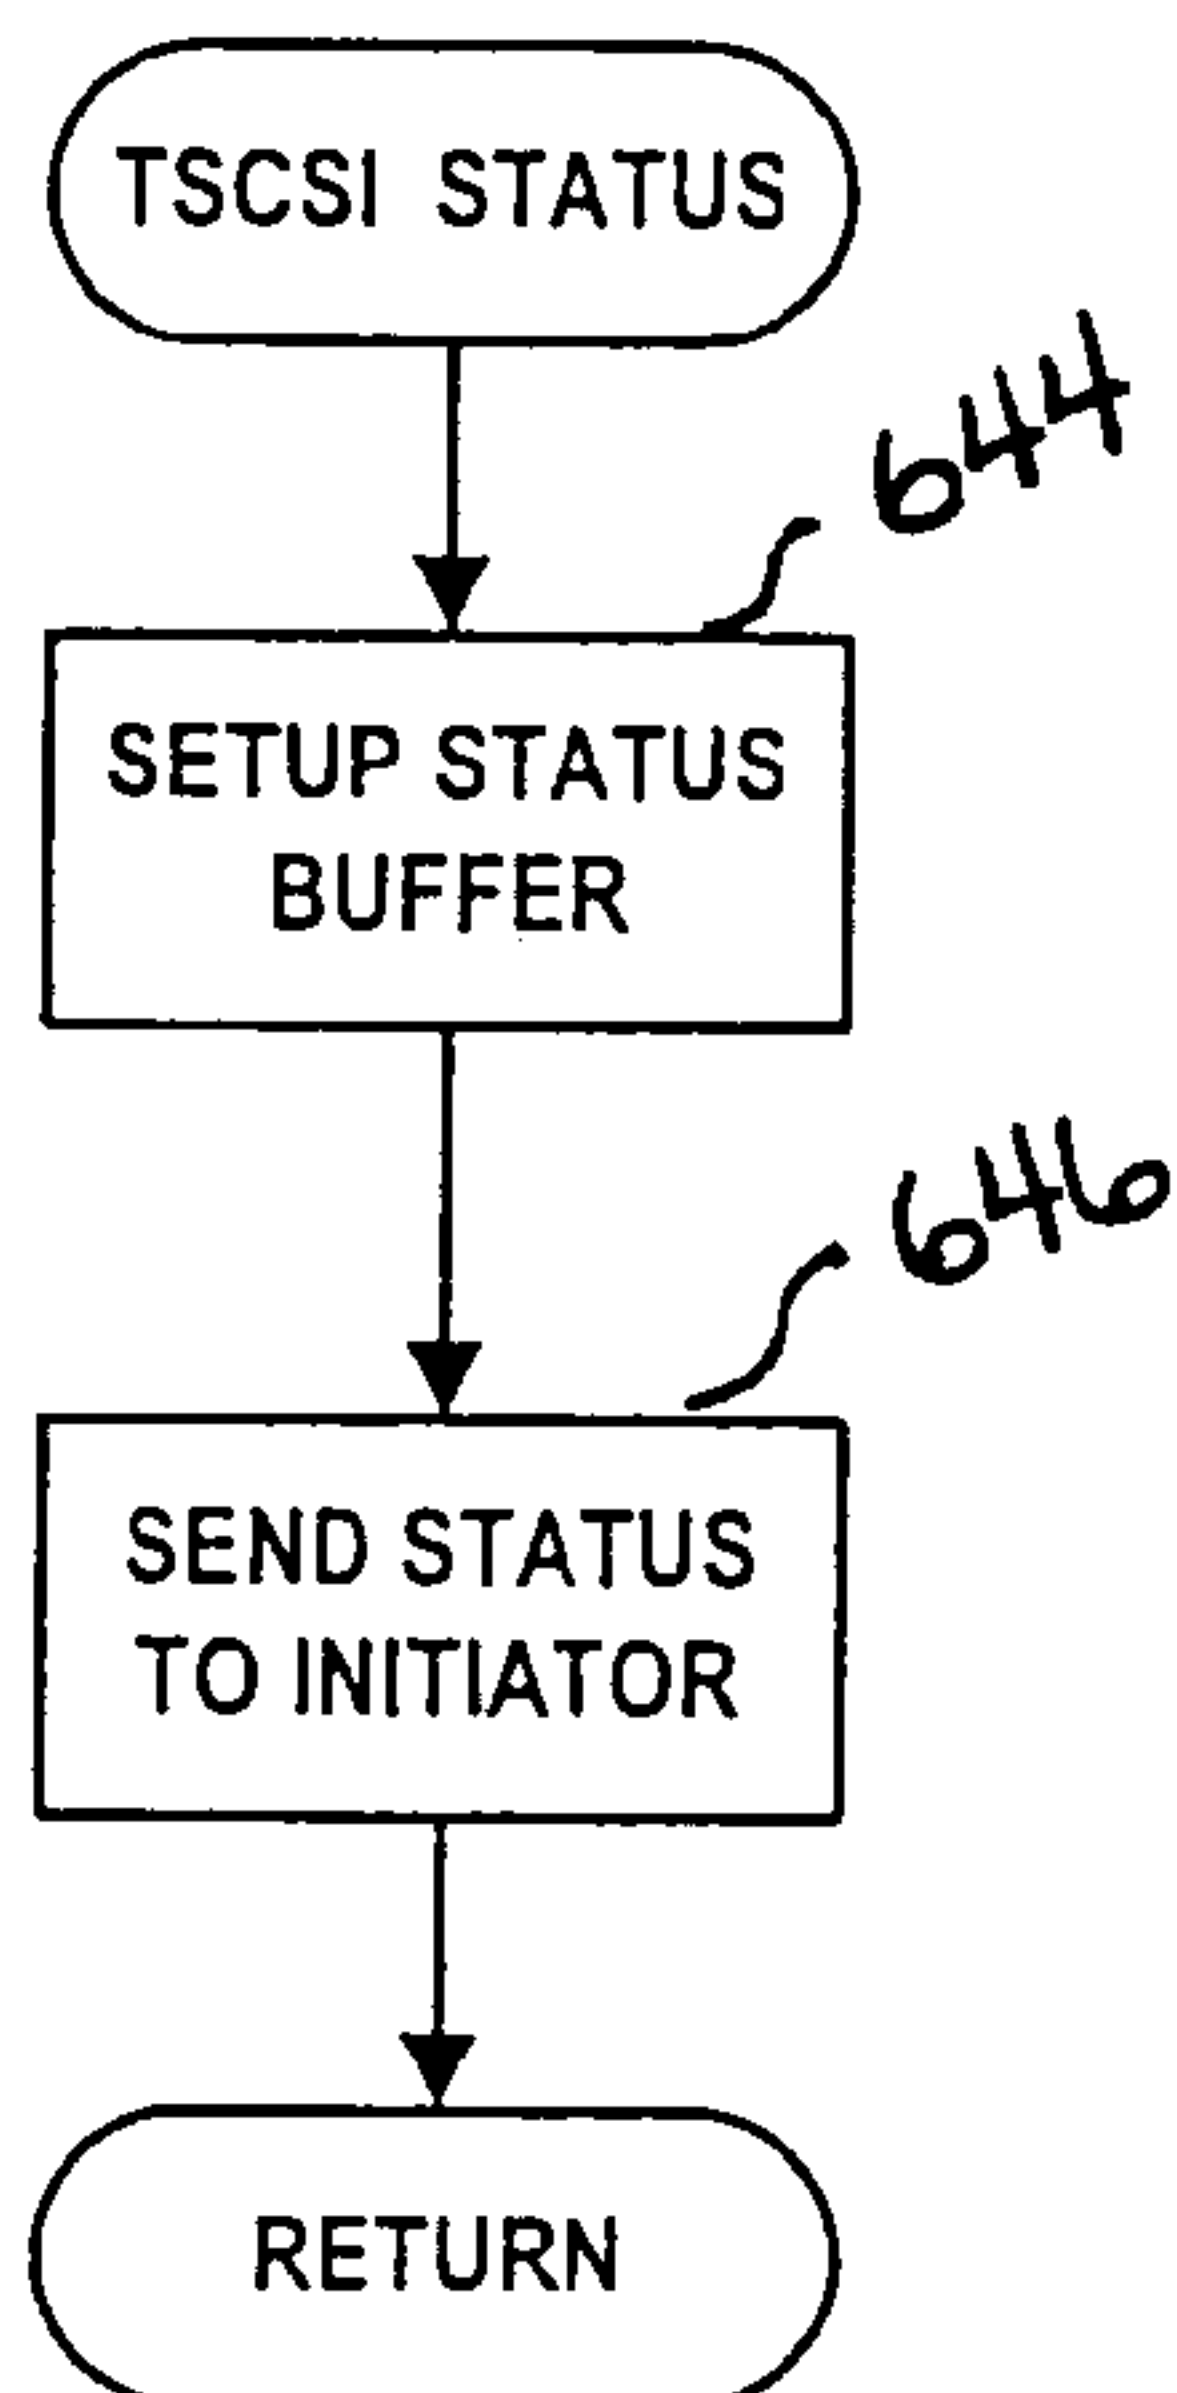 TSCSI STATUS
644
SETUP STATUS
BUFFER
646
SEND STATUS
TO INITIATOR
RETURN